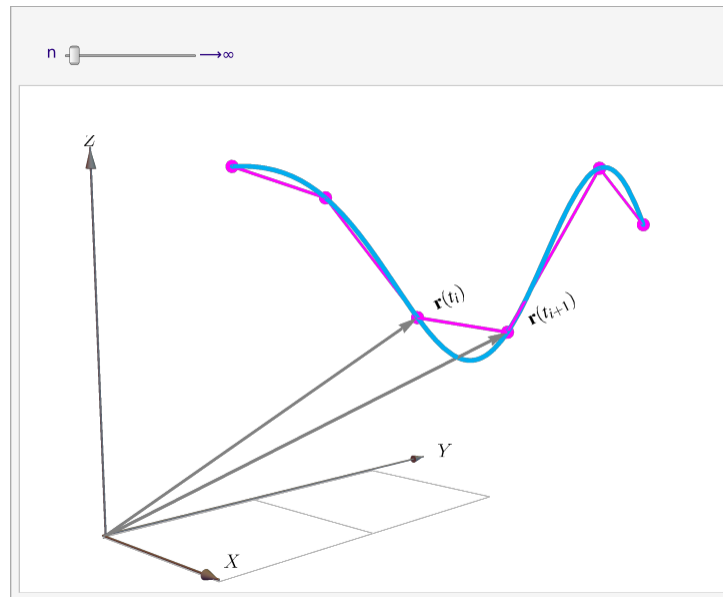 n ⟶∞
Z
r(tᵢ)
r(tᵢ₊₁)
Y
X